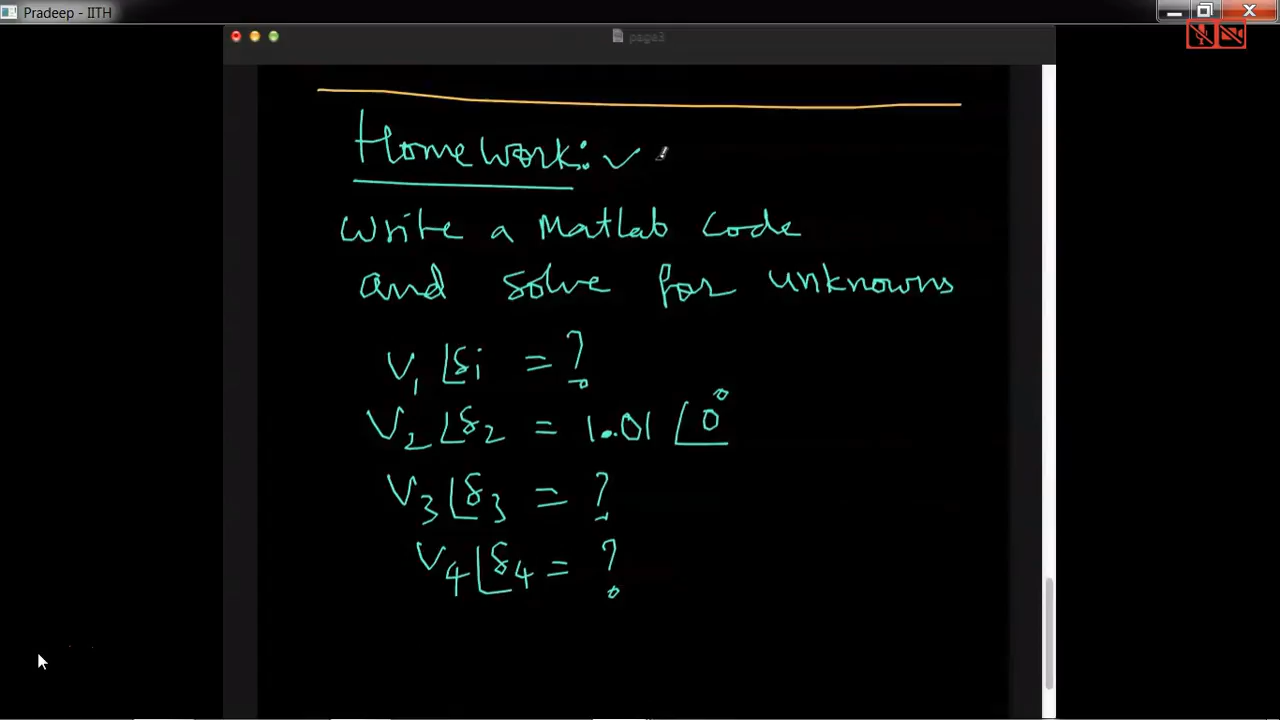 Pradeep - IITH
page3
Homework: ✓
Write a Matlab Code
and solve for unknowns
V₁∠δ₁ = ?
V₂∠δ₂ = 1.01∠0°
V₃∠δ₃ = ?
V₄∠δ₄ = ?